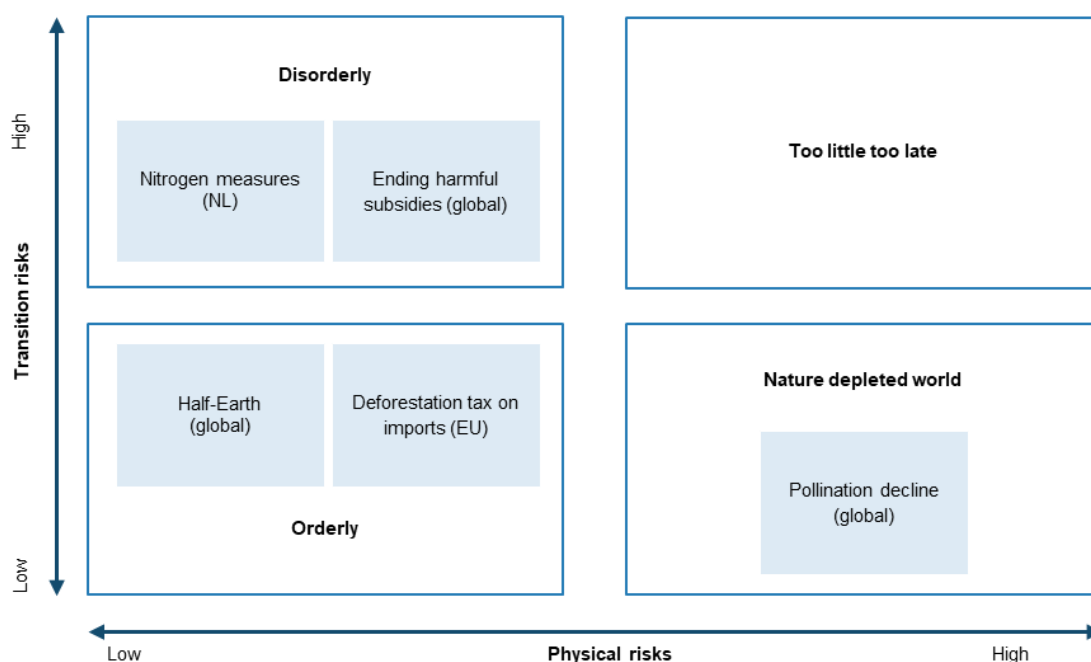 High
Transition risks
Low
Disorderly
Nitrogen measures
(NL)
Ending harmful
subsidies (global)
Too little too late
Half-Earth
(global)
Deforestation tax on
imports (EU)
Orderly
Nature depleted world
Pollination decline
(global)
Low
Physical risks
High